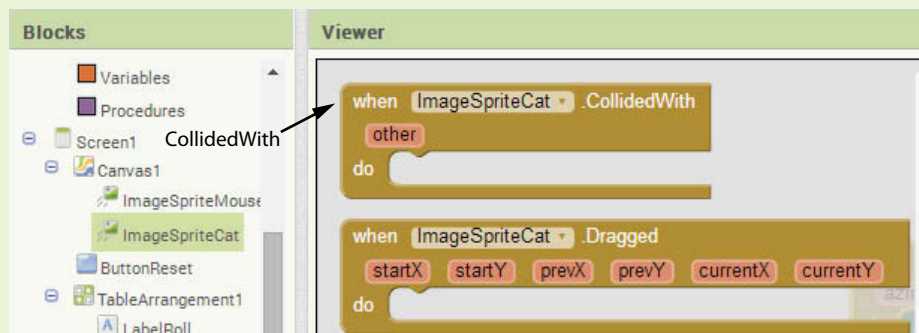 Blocks
Viewer
Variables
Procedures
Screen1
CollidedWith
Canvas1
ImageSpriteMouse
ImageSpriteCat
ButtonReset
TableArrangement1
LabelRoll
when ImageSpriteCat .CollidedWith
other
do
when ImageSpriteCat .Dragged
startX startY prevX prevY currentX currentY
do